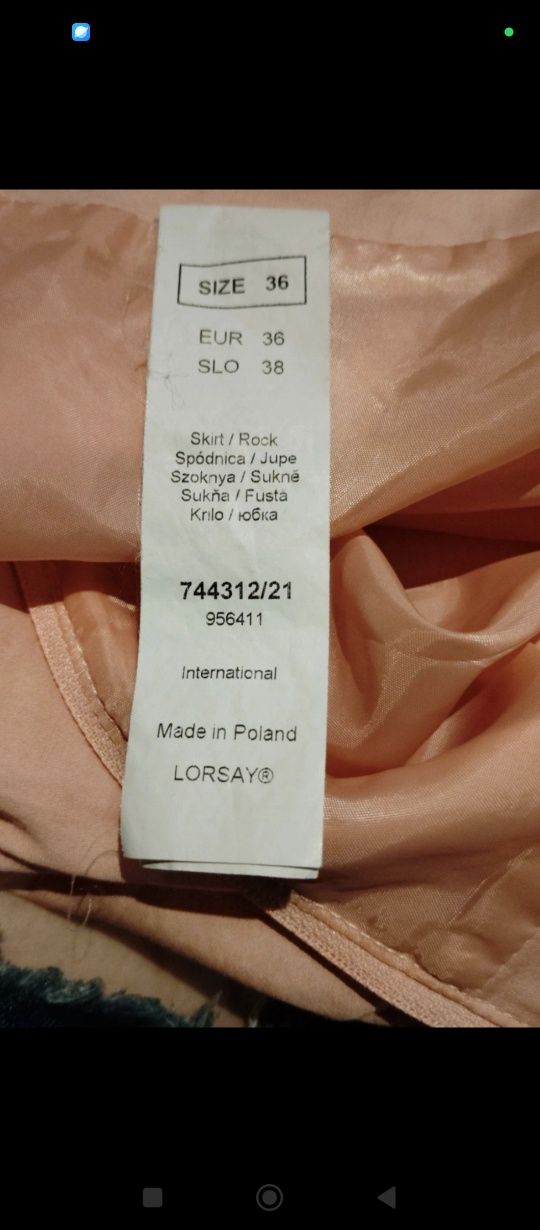 SIZE 36
EUR 36
SLO 38
Skirt / Rock
Spódnica / Jupe
Szoknya / Sukně
Sukňa / Fustă
Krilo / юбка
744312/21
956411
International
Made in Poland
LORSAY®